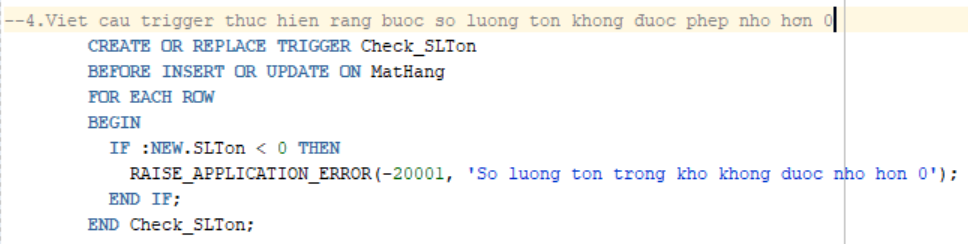 --4.Viet cau trigger thuc hien rang buoc so luong ton khong đuoc phep nho hơn 0
CREATE OR REPLACE TRIGGER Check_SLTon
BEFORE INSERT OR UPDATE ON MatHang
FOR EACH ROW
BEGIN
IF :NEW.SLTon < 0 THEN
RAISE_APPLICATION_ERROR(-20001, 'So luong ton trong kho khong duoc nho hon 0');
END IF;
END Check_SLTon;